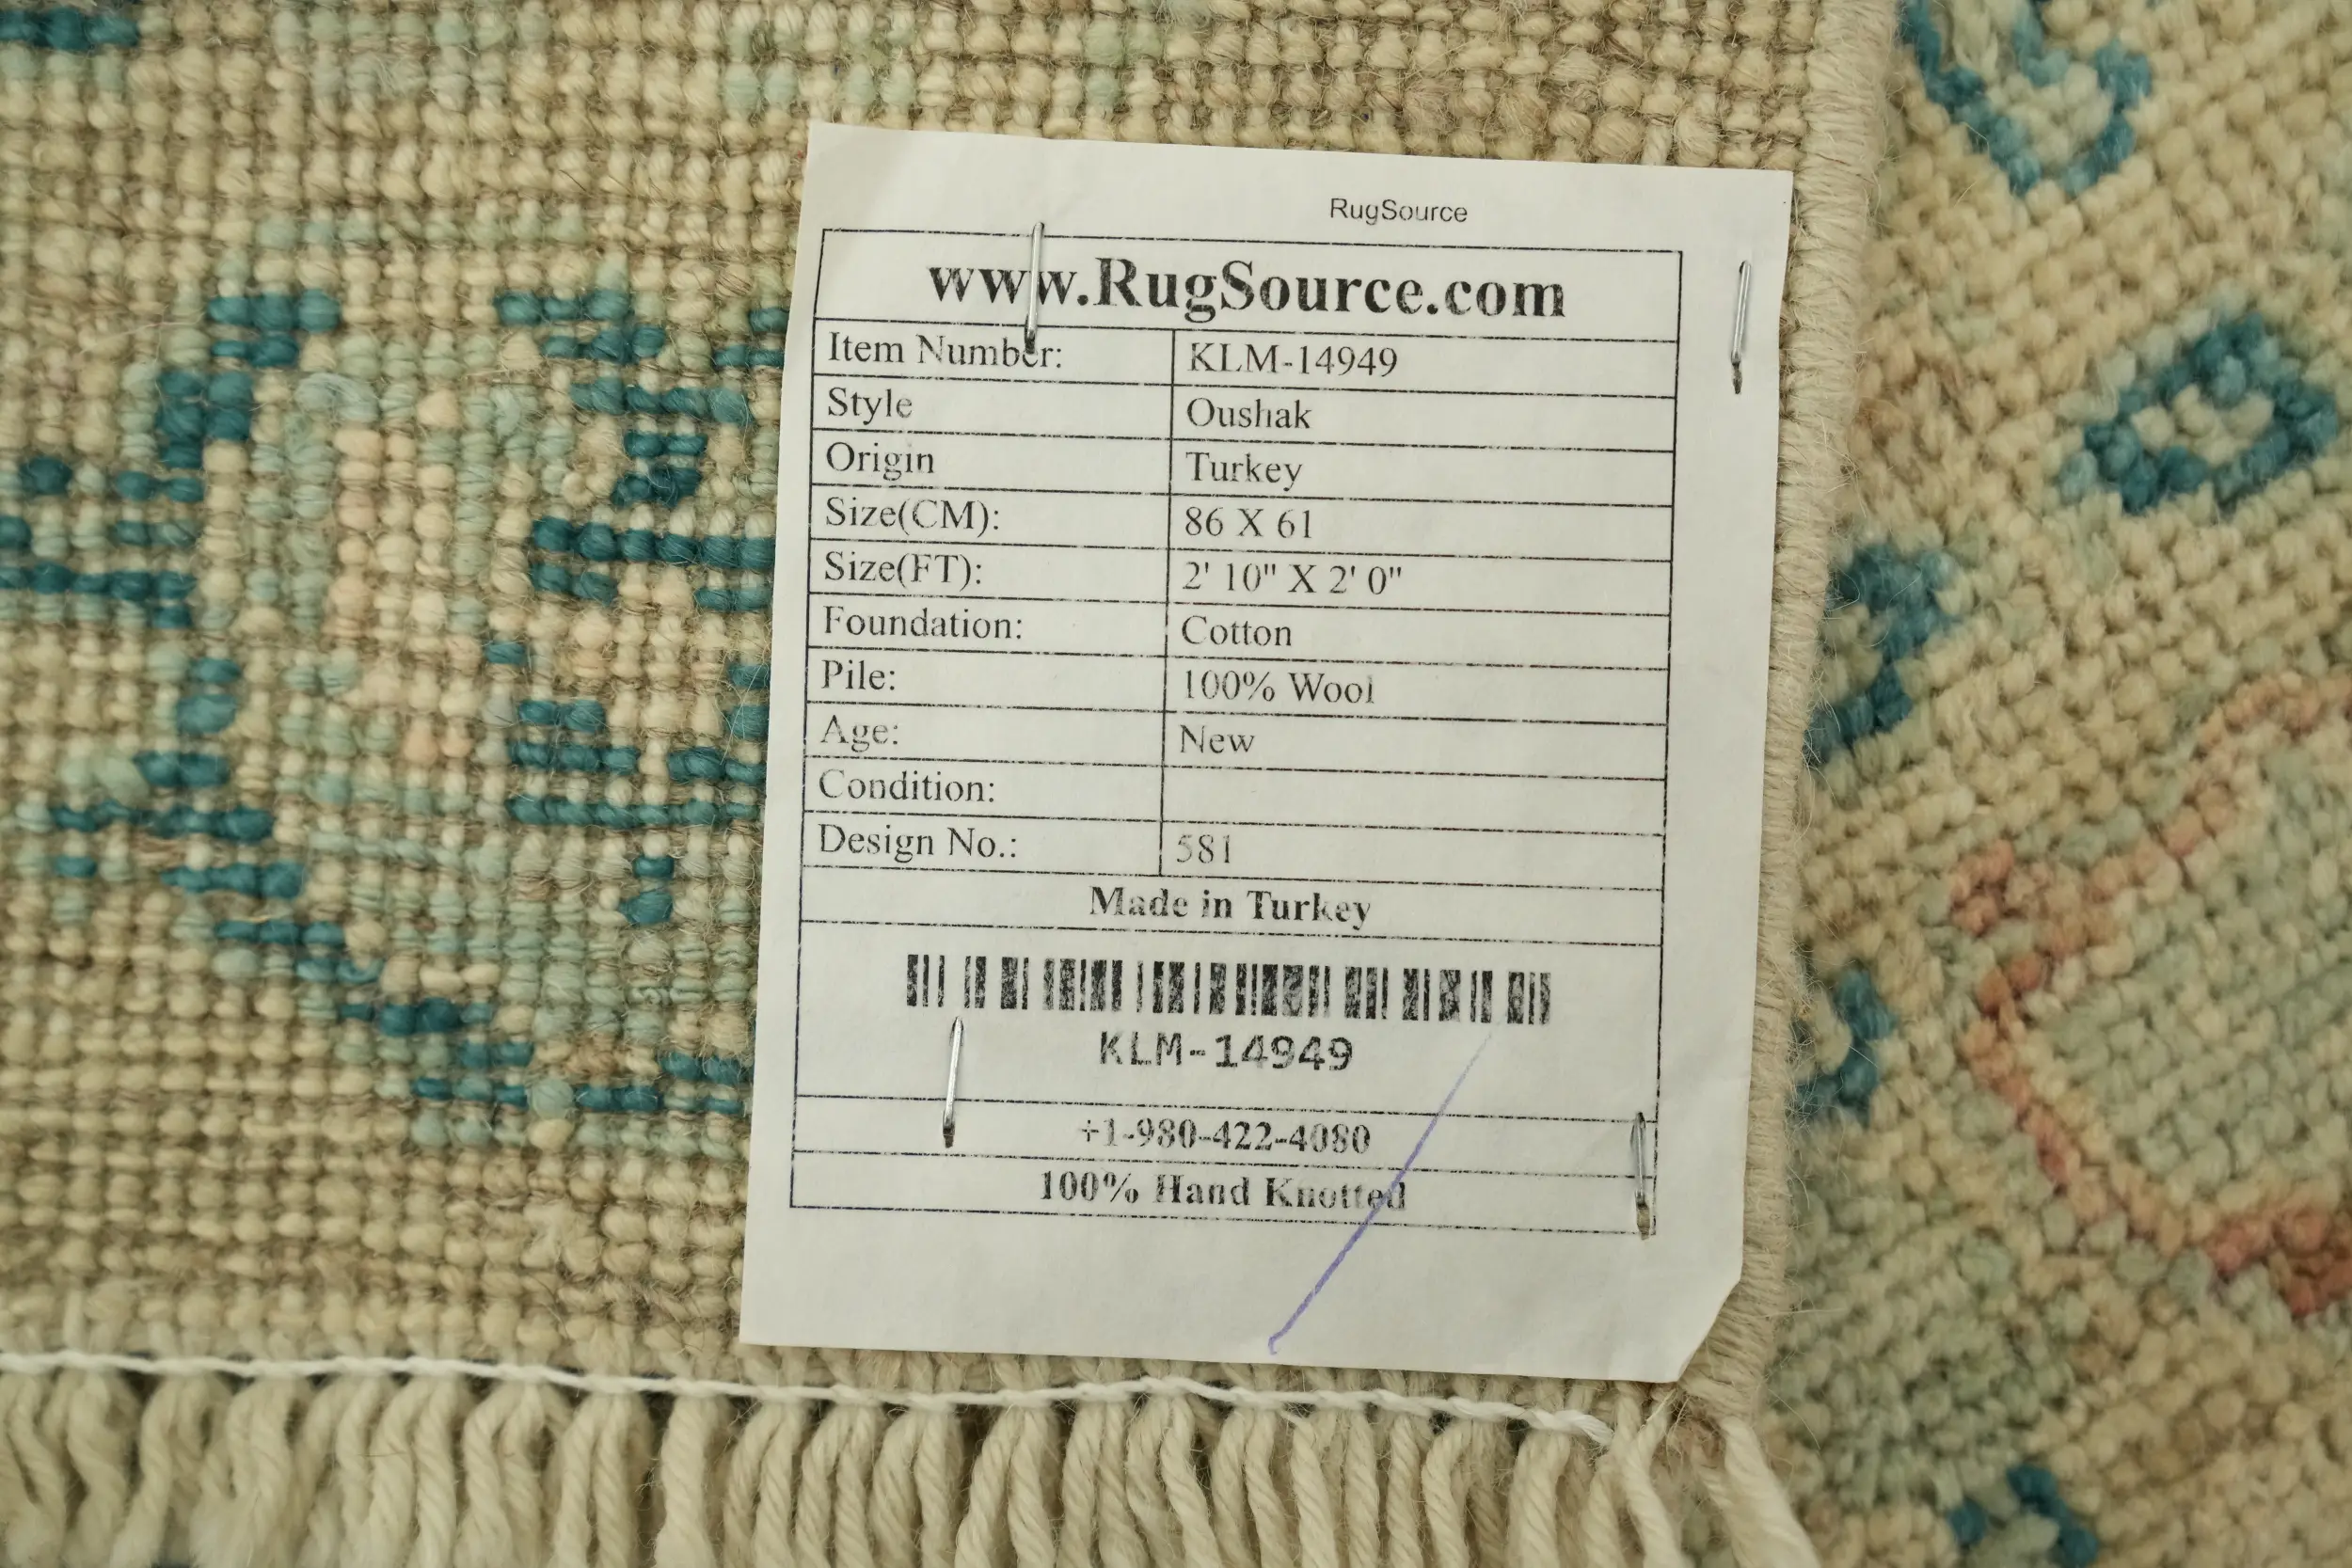 RugSource
www.RugSource.com
Item Number: KLM-14949
Style Oushak
Origin Turkey
Size(CM): 86 X 61
Size(FT): 2' 10" X 2' 0"
Foundation: Cotton
Pile: 100% Wool
Age: New
Condition:
Design No.: 581
Made in Turkey
KLM-14949
+1-980-422-4080
100% Hand Knotted